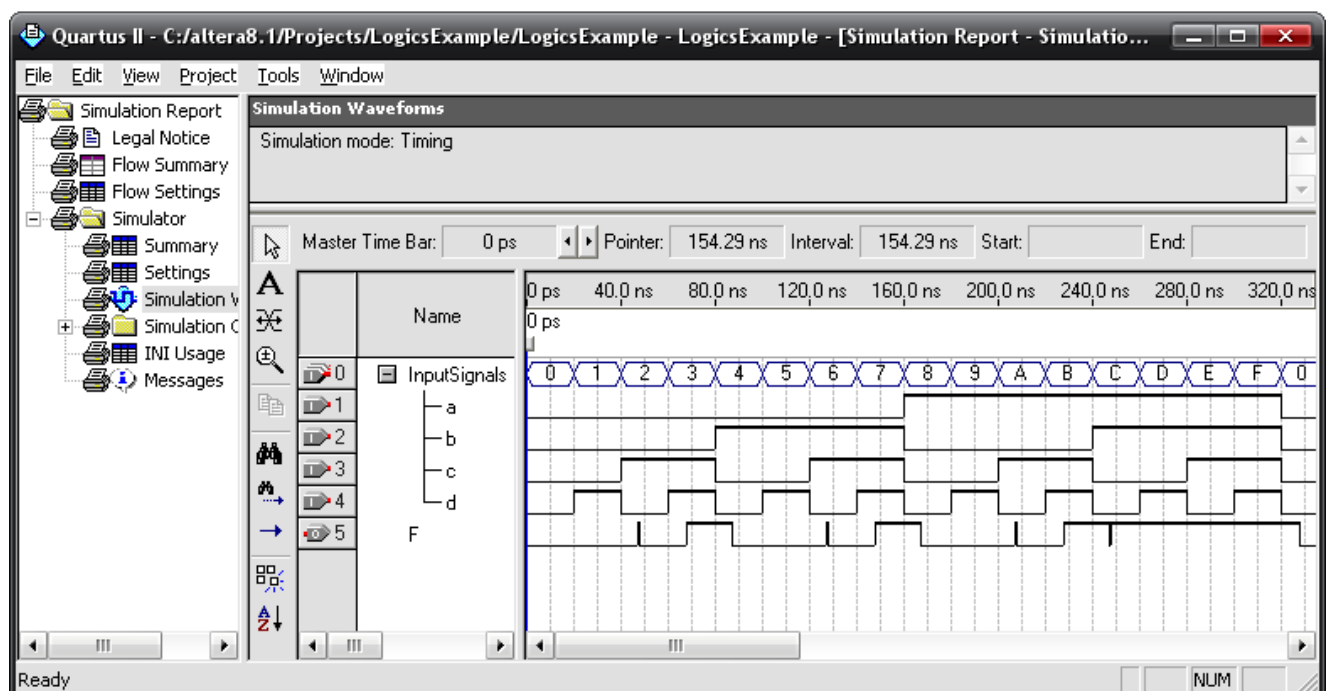 Quartus II - C:/altera8.1/Projects/LogicsExample/LogicsExample - LogicsExample - [Simulation Report - Simulatio...
File Edit View Project Tools Window
Simulation Report
Legal Notice
Flow Summary
Flow Settings
Simulator
Summary
Settings
Simulation
Simulation
INI Usage
Messages
Simulation Waveforms
Simulation mode: Timing
Master Time Bar: 0 ps Pointer: 154.29 ns Interval: 154.29 ns Start: End:
Name
0 ps 40.0 ns 80.0 ns 120.0 ns 160.0 ns 200.0 ns 240.0 ns 280.0 ns 320.0 ns
0 ps
0 InputSignals 0 1 2 3 4 5 6 7 8 9 A B C D E F 0
1 a
2 b
3 c
4 d
5 F
Ready NUM